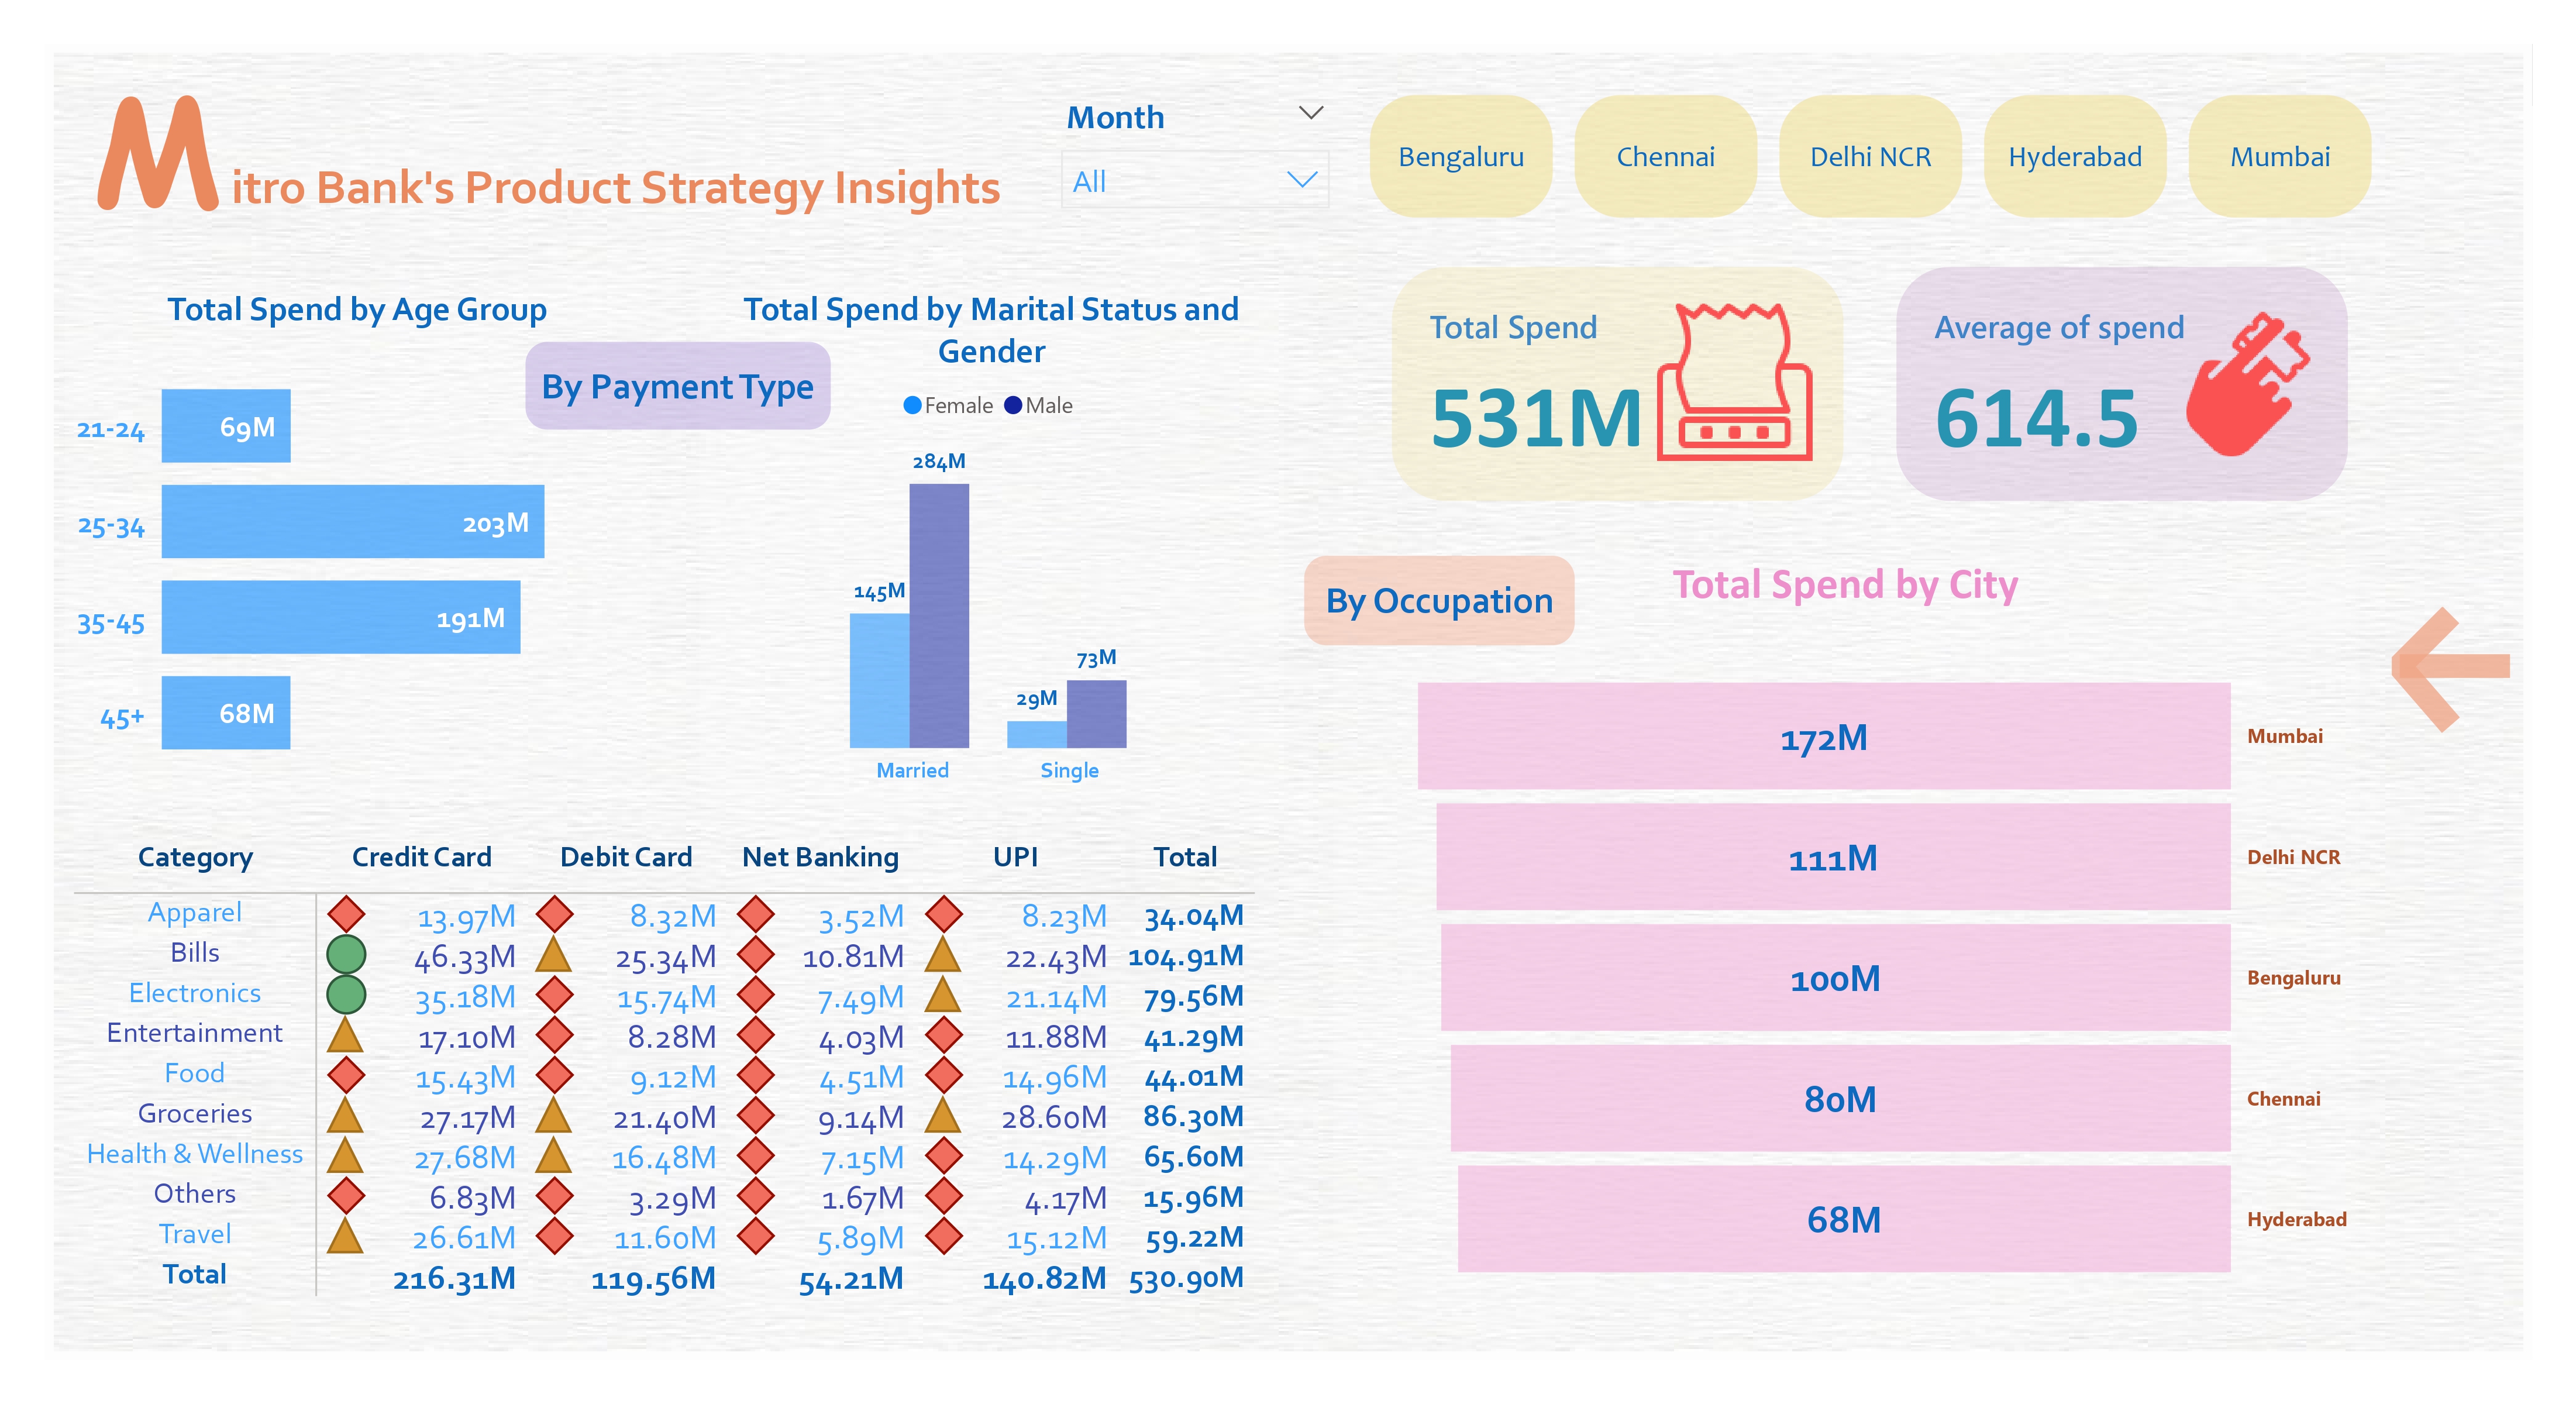 Mitro Bank's Product Strategy Insights
Month
All
Bengaluru
Chennai
Delhi NCR
Hyderabad
Mumbai
Total Spend by Age Group
21-24
69M
25-34
203M
35-45
191M
45+
68M
By Payment Type
Total Spend by Marital Status and
Gender
Female Male
284M
145M
73M
29M
Married Single
Total Spend
531M
Average of spend
614.5
By Occupation
Total Spend by City
172M Mumbai
111M Delhi NCR
100M Bengaluru
80M Chennai
68M Hyderabad
Category Credit Card Debit Card Net Banking UPI Total
Apparel 13.97M 8.32M 3.52M 8.23M 34.04M
Bills 46.33M 25.34M 10.81M 22.43M 104.91M
Electronics 35.18M 15.74M 7.49M 21.14M 79.56M
Entertainment 17.10M 8.28M 4.03M 11.88M 41.29M
Food 15.43M 9.12M 4.51M 14.96M 44.01M
Groceries 27.17M 21.40M 9.14M 28.60M 86.30M
Health & Wellness 27.68M 16.48M 7.15M 14.29M 65.60M
Others 6.83M 3.29M 1.67M 4.17M 15.96M
Travel 26.61M 11.60M 5.89M 15.12M 59.22M
Total 216.31M 119.56M 54.21M 140.82M 530.90M